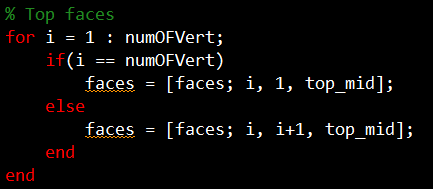 % Top faces
for i = 1 : numOFVert;
    if(i == numOFVert)
        faces = [faces; i, 1, top_mid];
    else
        faces = [faces; i, i+1, top_mid];
    end
end